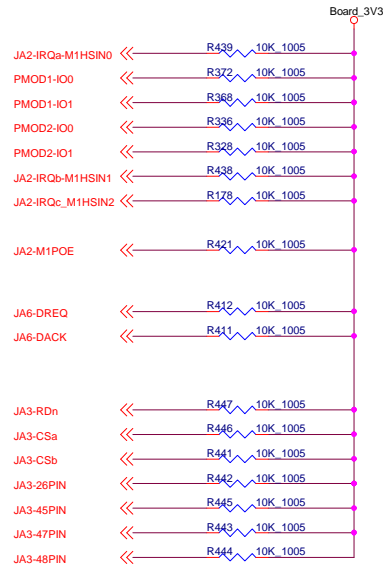 Board_3V3
JA2-IRQa-M1HSIN0 R439 10K_1005
PMOD1-IO0 R372 10K_1005
PMOD1-IO1 R368 10K_1005
PMOD2-IO0 R336 10K_1005
PMOD2-IO1 R328 10K_1005
JA2-IRQb-M1HSIN1 R438 10K_1005
JA2-IRQc_M1HSIN2 R178 10K_1005
JA2-M1POE R421 10K_1005
JA6-DREQ R412 10K_1005
JA6-DACK R411 10K_1005
JA3-RDn R447 10K_1005
JA3-CSa R446 10K_1005
JA3-CSb R441 10K_1005
JA3-26PIN R442 10K_1005
JA3-45PIN R445 10K_1005
JA3-47PIN R443 10K_1005
JA3-48PIN R444 10K_1005